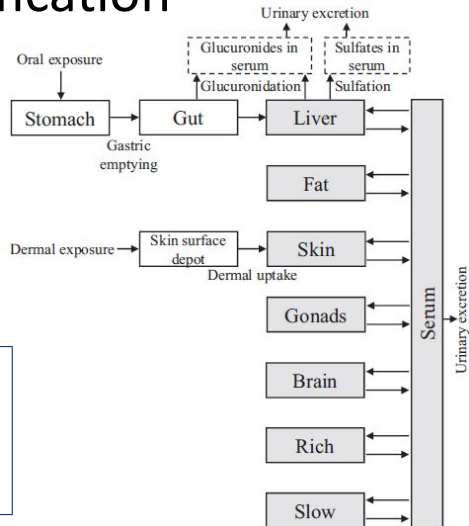 Urinary excretion
Glucuronides in
serum
Sulfates in
serum
Oral exposure
Glucuronidation
Sulfation
Stomach
Gut
Liver
Gastric
emptying
Fat
Dermal exposure
Skin surface
depot
Skin
Dermal uptake
Gonads
Serum
Urinary excretion
Brain
Rich
Slow